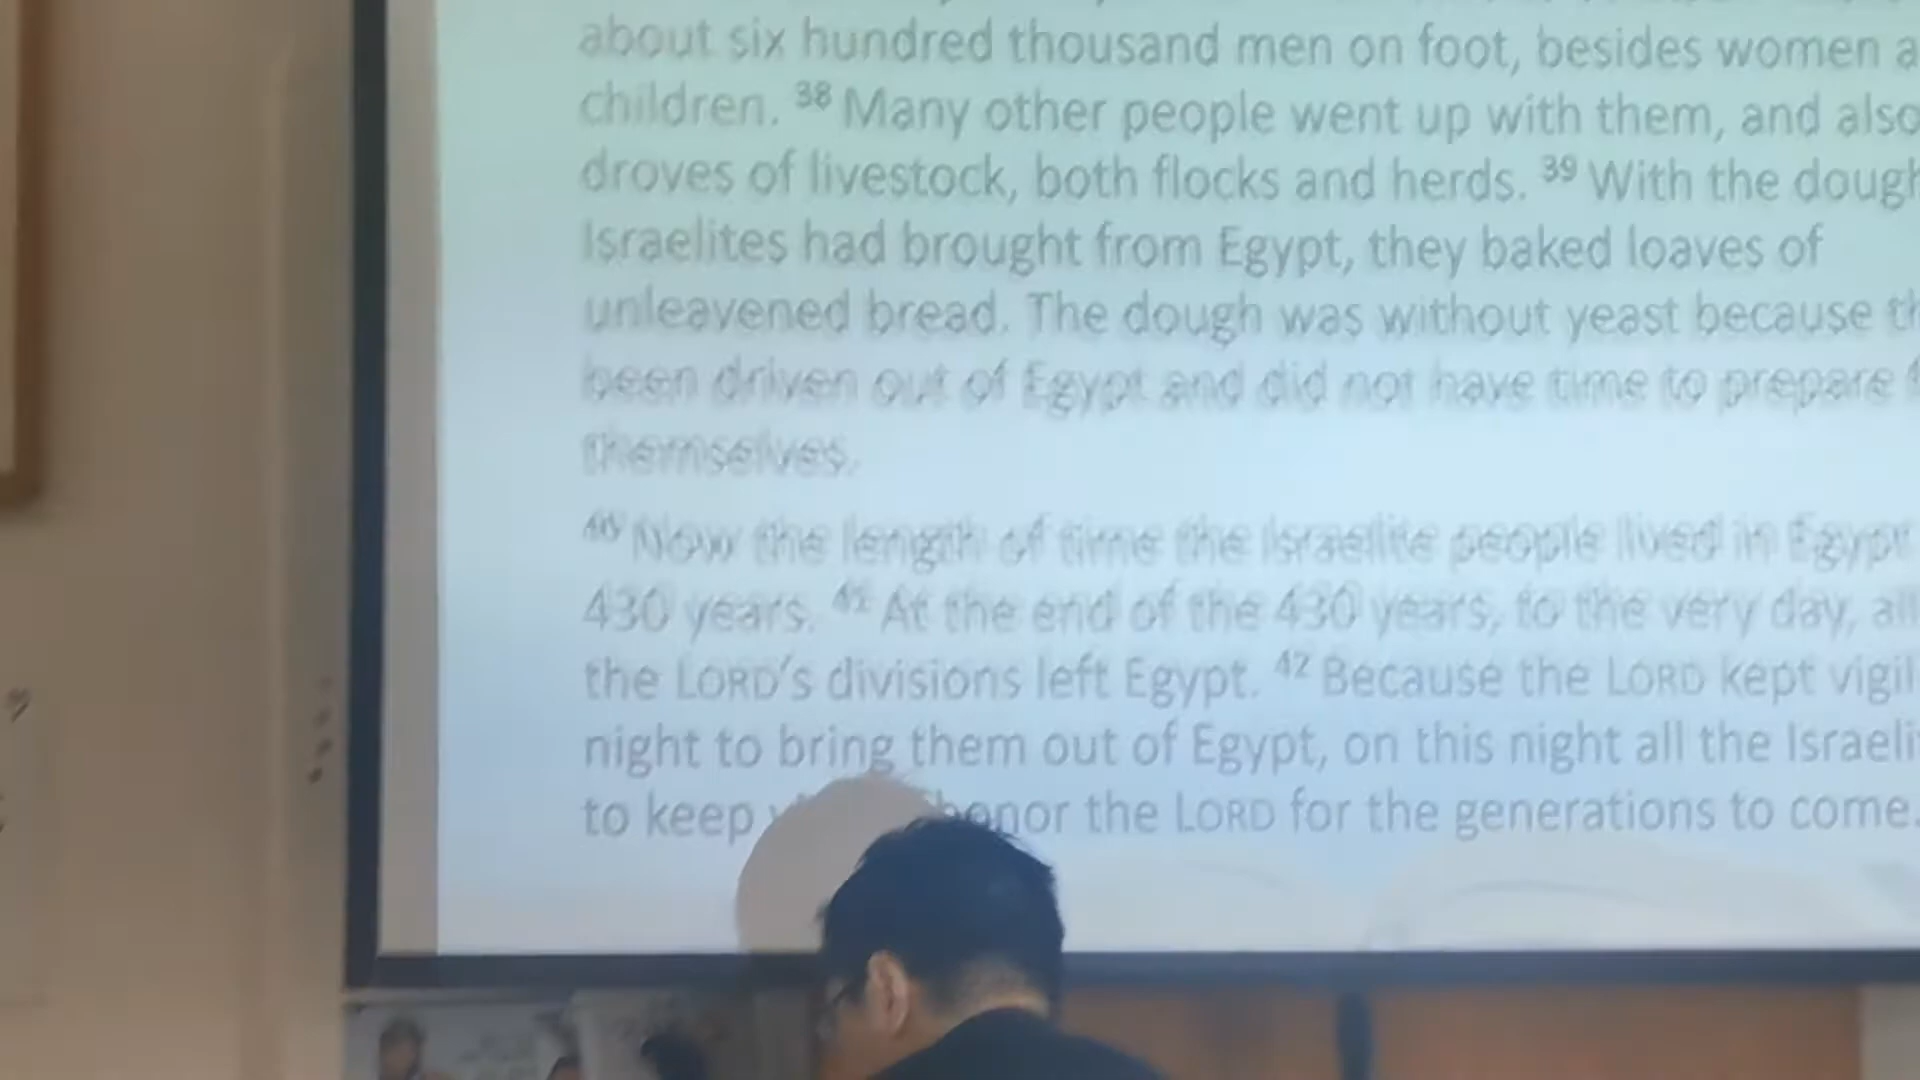 about six hundred thousand men on foot, besides women a
children. 38 Many other people went up with them, and also
droves of livestock, both flocks and herds. 39 With the dough
Israelites had brought from Egypt, they baked loaves of
unleavened bread. The dough was without yeast because th
been driven out of Egypt and did not have time to prepare f
themselves.
40 Now the length of time the Israelite people lived in Egypt
430 years. 41 At the end of the 430 years, to the very day, all
the LORD's divisions left Egypt. 42 Because the LORD kept vigil
night to bring them out of Egypt, on this night all the Israeli
to keep honor the LORD for the generations to come.